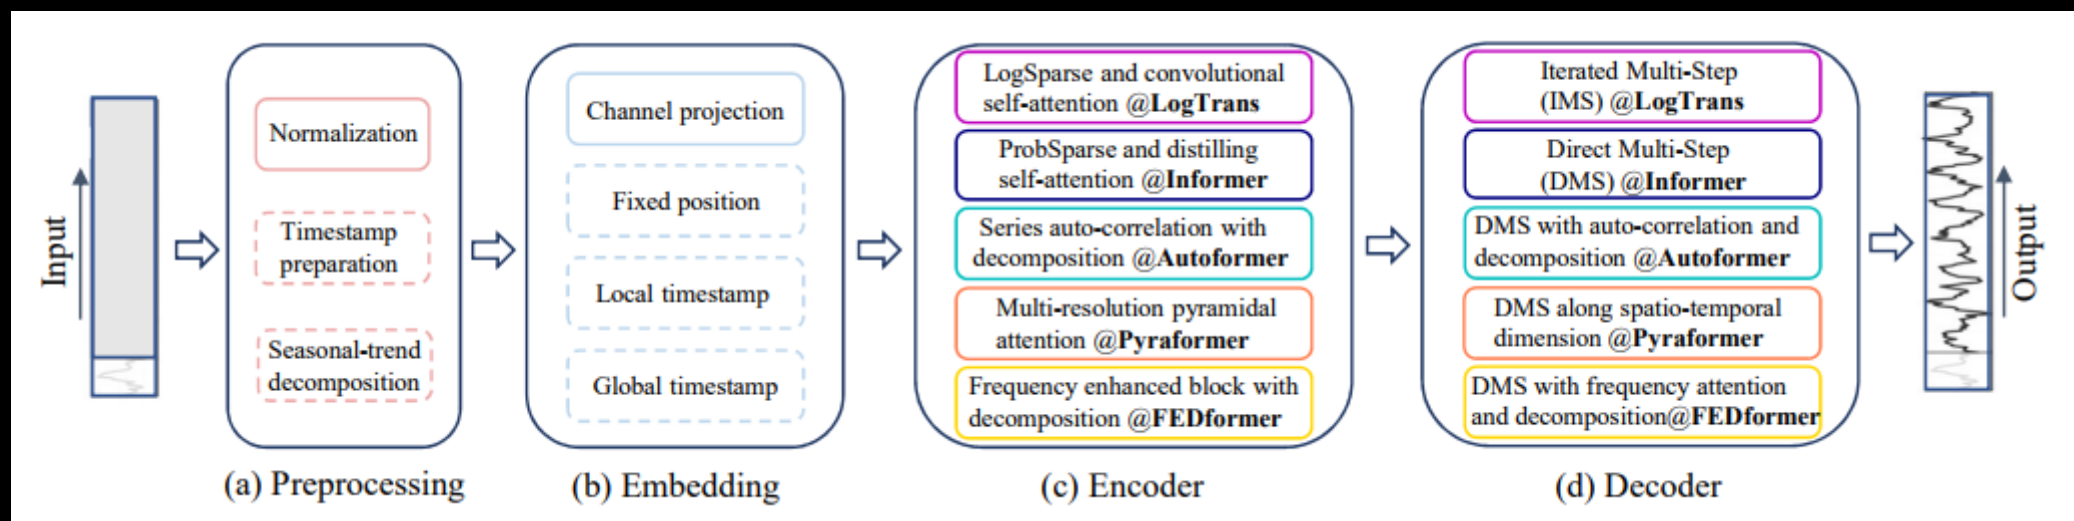 Input
Normalization
Timestamp
preparation
Seasonal-trend
decomposition
(a) Preprocessing
Channel projection
Fixed position
Local timestamp
Global timestamp
(b) Embedding
LogSparse and convolutional
self-attention @LogTrans
ProbSparse and distilling
self-attention @Informer
Series auto-correlation with
decomposition @Autoformer
Multi-resolution pyramidal
attention @Pyraformer
Frequency enhanced block with
decomposition @FEDformer
(c) Encoder
Iterated Multi-Step
(IMS) @LogTrans
Direct Multi-Step
(DMS) @Informer
DMS with auto-correlation and
decomposition @Autoformer
DMS along spatio-temporal
dimension @Pyraformer
DMS with frequency attention
and decomposition@FEDformer
(d) Decoder
Output